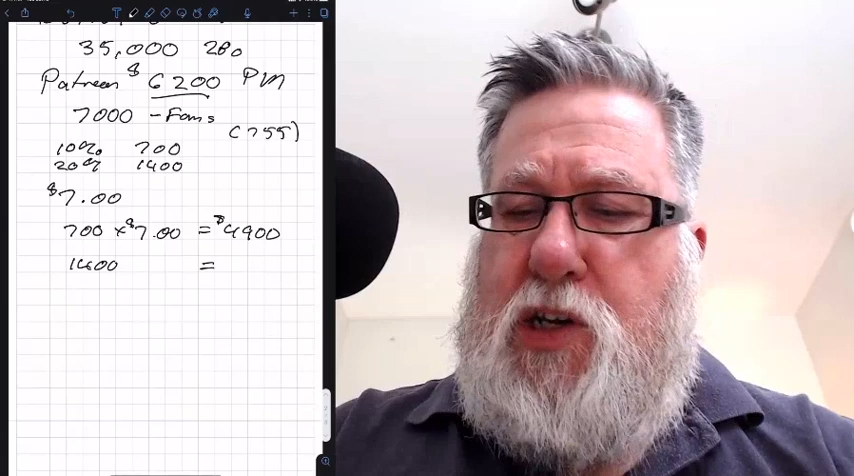 35,000 280
Patreon $6200 PM
7000 - Fans
(755)
10% 700
20% 1400
$7.00
700 x $7.00 = $4900
1400 =